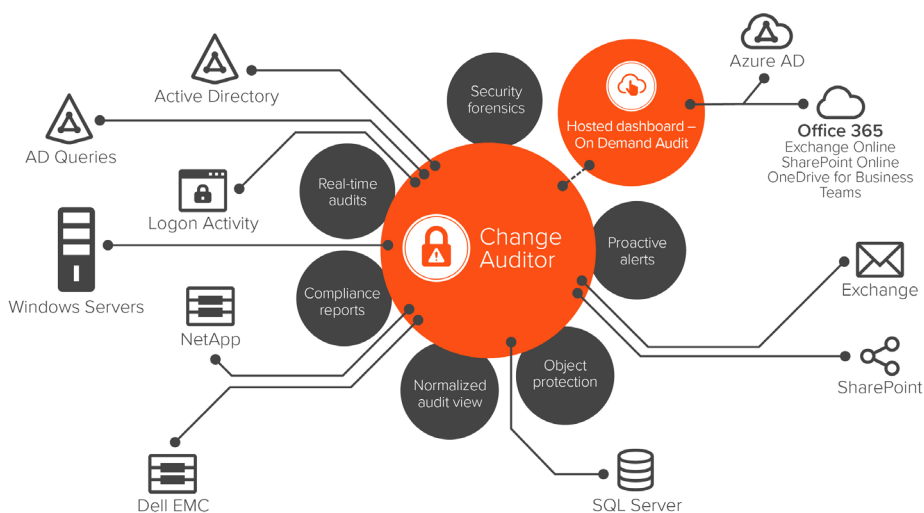 Active Directory
AD Queries
Logon Activity
Windows Servers
NetApp
Dell EMC
Security
forensics
Real-time
audits
Compliance
reports
Normalized
audit view
Object
protection
Proactive
alerts
Change
Auditor
Hosted dashboard –
On Demand Audit
Azure AD
Office 365
Exchange Online
SharePoint Online
OneDrive for Business
Teams
Exchange
SharePoint
SQL Server